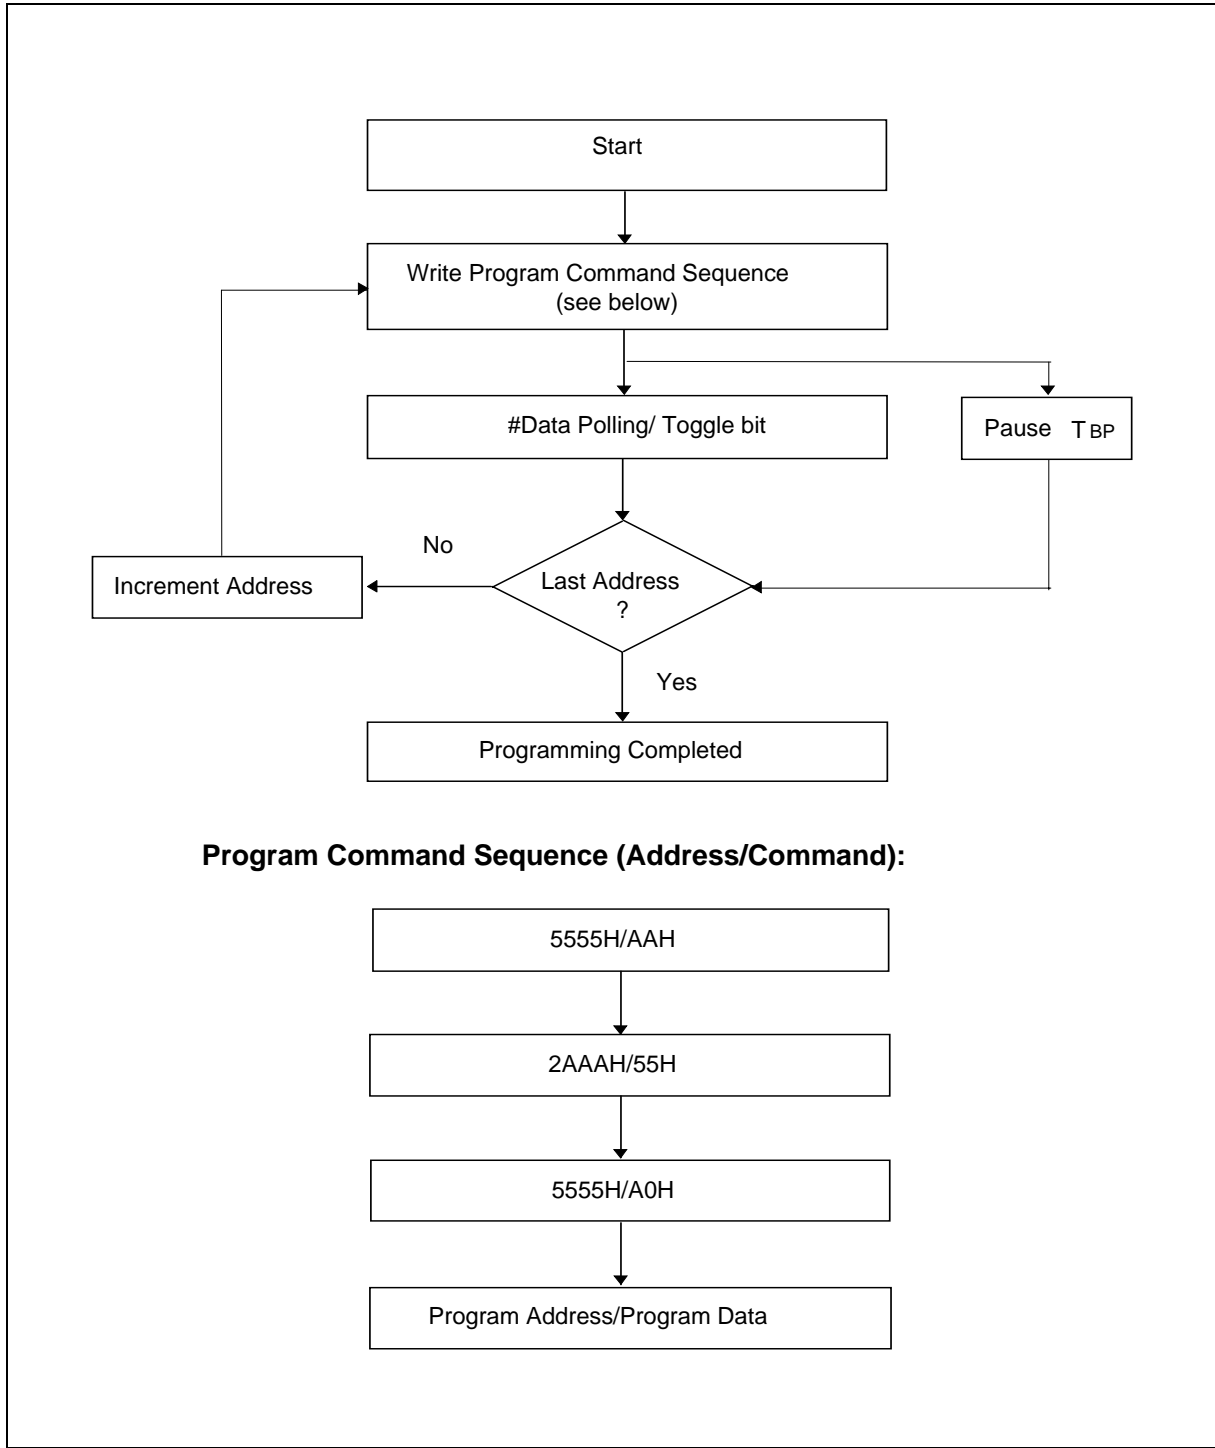 Start
Write Program Command Sequence
(see below)
#Data Polling/ Toggle bit
Pause TBP
No
Increment Address
Last Address
?
Yes
Programming Completed
Program Command Sequence (Address/Command):
5555H/AAH
2AAAH/55H
5555H/A0H
Program Address/Program Data